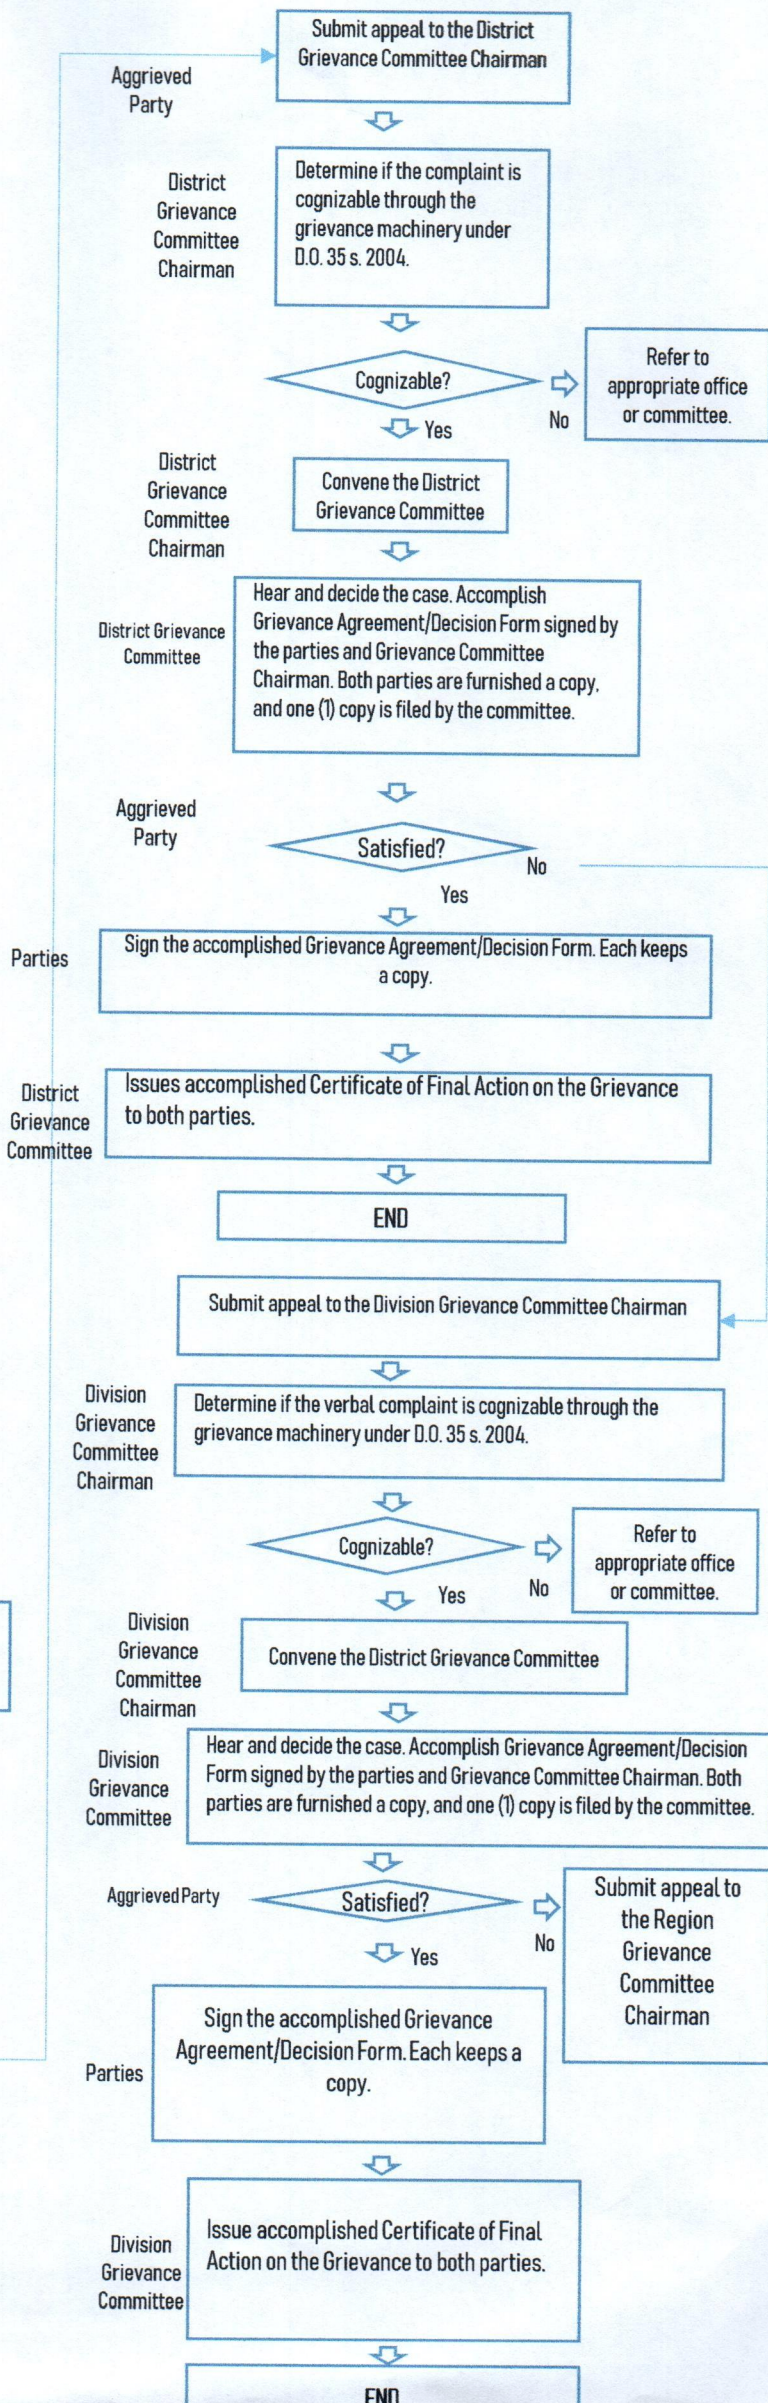 Submit appeal to the District
Grievance Committee Chairman
Aggrieved
Party
District
Grievance
Committee
Chairman
Determine if the complaint is
cognizable through the
grievance machinery under
D.O. 35 s. 2004.
Cognizable?
No
Refer to
appropriate office
or committee.
Yes
District
Grievance
Committee
Chairman
Convene the District
Grievance Committee
District Grievance
Committee
Hear and decide the case. Accomplish
Grievance Agreement/Decision Form signed by
the parties and Grievance Committee
Chairman. Both parties are furnished a copy,
and one (1) copy is filed by the committee.
Aggrieved
Party
Satisfied?
No
Yes
Parties
Sign the accomplished Grievance Agreement/Decision Form. Each keeps
a copy.
District
Grievance
Committee
Issues accomplished Certificate of Final Action on the Grievance
to both parties.
END
Submit appeal to the Division Grievance Committee Chairman
Division
Grievance
Committee
Chairman
Determine if the verbal complaint is cognizable through the
grievance machinery under D.O. 35 s. 2004.
Cognizable?
No
Refer to
appropriate office
or committee.
Yes
Division
Grievance
Committee
Chairman
Convene the District Grievance Committee
Division
Grievance
Committee
Hear and decide the case. Accomplish Grievance Agreement/Decision
Form signed by the parties and Grievance Committee Chairman. Both
parties are furnished a copy, and one (1) copy is filed by the committee.
Aggrieved Party
Satisfied?
No
Submit appeal to
the Region
Grievance
Committee
Chairman
Yes
Parties
Sign the accomplished Grievance
Agreement/Decision Form. Each keeps a
copy.
Division
Grievance
Committee
Issue accomplished Certificate of Final
Action on the Grievance to both parties.
END